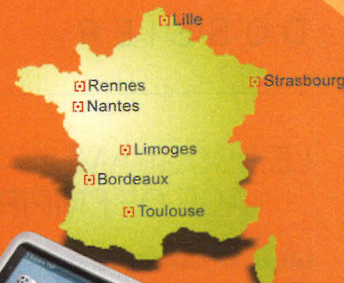 Lille
Strasbourg
Rennes
Nantes
Limoges
Bordeaux
Toulouse